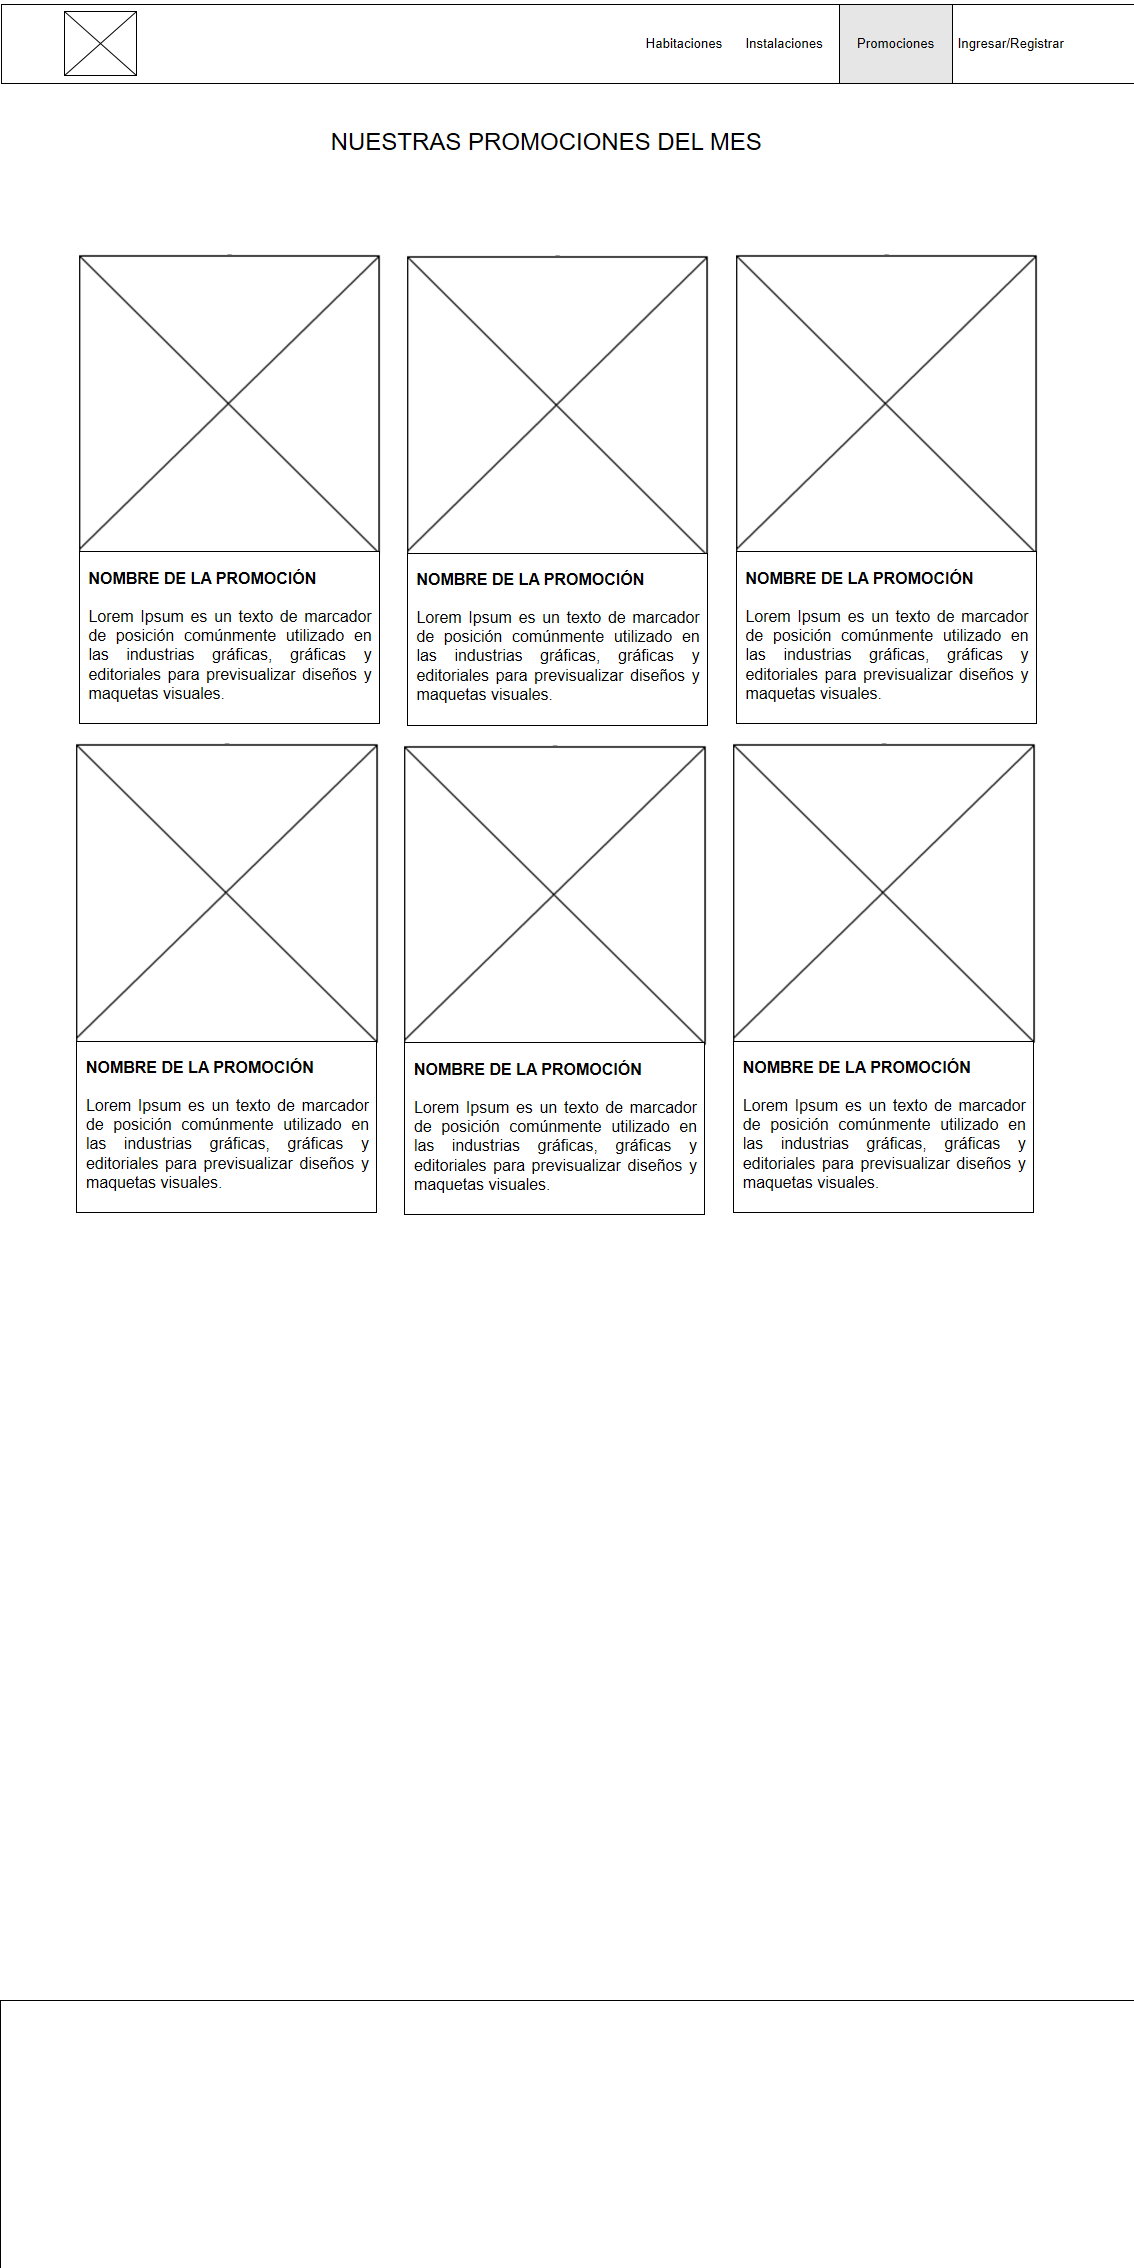 Habitaciones Instalaciones Promociones Ingresar/Registrar
NUESTRAS PROMOCIONES DEL MES
NOMBRE DE LA PROMOCIÓN
Lorem Ipsum es un texto de marcador
de posición comúnmente utilizado en
las industrias gráficas, gráficas y
editoriales para previsualizar diseños y
maquetas visuales.
NOMBRE DE LA PROMOCIÓN
Lorem Ipsum es un texto de marcador
de posición comúnmente utilizado en
las industrias gráficas, gráficas y
editoriales para previsualizar diseños y
maquetas visuales.
NOMBRE DE LA PROMOCIÓN
Lorem Ipsum es un texto de marcador
de posición comúnmente utilizado en
las industrias gráficas, gráficas y
editoriales para previsualizar diseños y
maquetas visuales.
NOMBRE DE LA PROMOCIÓN
Lorem Ipsum es un texto de marcador
de posición comúnmente utilizado en
las industrias gráficas, gráficas y
editoriales para previsualizar diseños y
maquetas visuales.
NOMBRE DE LA PROMOCIÓN
Lorem Ipsum es un texto de marcador
de posición comúnmente utilizado en
las industrias gráficas, gráficas y
editoriales para previsualizar diseños y
maquetas visuales.
NOMBRE DE LA PROMOCIÓN
Lorem Ipsum es un texto de marcador
de posición comúnmente utilizado en
las industrias gráficas, gráficas y
editoriales para previsualizar diseños y
maquetas visuales.